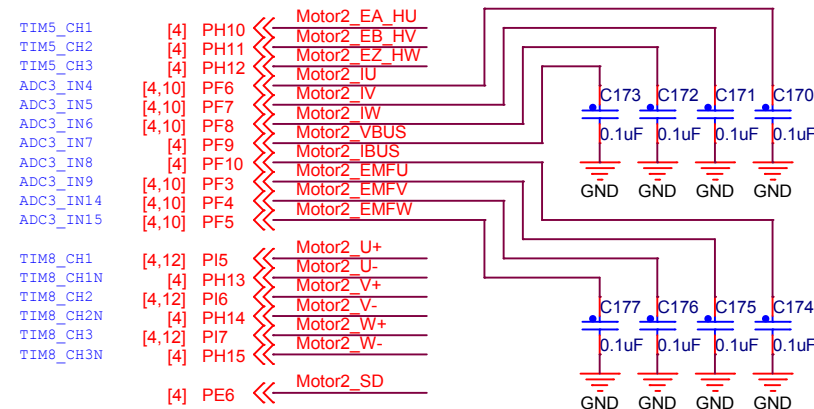 TIM5_CH1 [4] PH10 Motor2_EA_HU
TIM5_CH2 [4] PH11 Motor2_EB_HV
TIM5_CH3 [4] PH12 Motor2_EZ_HW
ADC3_IN4 [4,10] PF6 Motor2_IU
ADC3_IN5 [4,10] PF7 Motor2_IV
ADC3_IN6 [4,10] PF8 Motor2_IW
ADC3_IN7 [4] PF9 Motor2_VBUS
ADC3_IN8 [4] PF10 Motor2_IBUS
ADC3_IN9 [4,10] PF3 Motor2_EMFU
ADC3_IN14 [4,10] PF4 Motor2_EMFV
ADC3_IN15 [4,10] PF5 Motor2_EMFW
C173 C172 C171 C170
0.1uF 0.1uF 0.1uF 0.1uF
GND GND GND GND
TIM8_CH1 [4,12] PI5 Motor2_U+
TIM8_CH1N [4] PH13 Motor2_U-
TIM8_CH2 [4,12] PI6 Motor2_V+
TIM8_CH2N [4] PH14 Motor2_V-
TIM8_CH3 [4,12] PI7 Motor2_W+
TIM8_CH3N [4] PH15 Motor2_W-
[4] PE6 Motor2_SD
C177 C176 C175 C174
0.1uF 0.1uF 0.1uF 0.1uF
GND GND GND GND